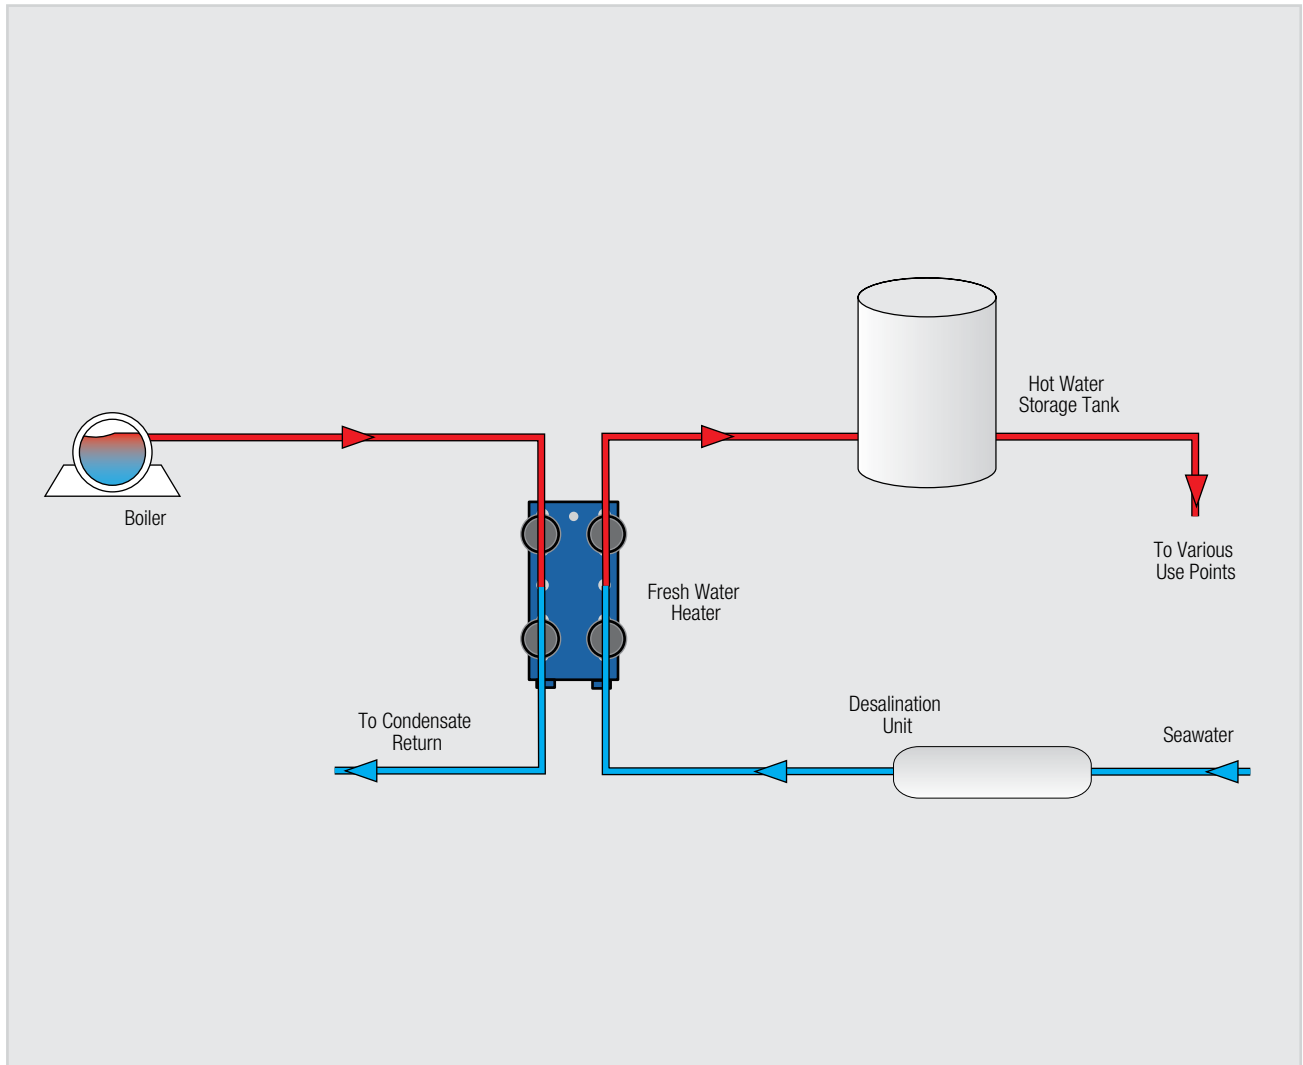 Hot Water
Storage Tank
Boiler
To Various
Use Points
Fresh Water
Heater
Desalination
Unit
To Condensate
Return
Seawater